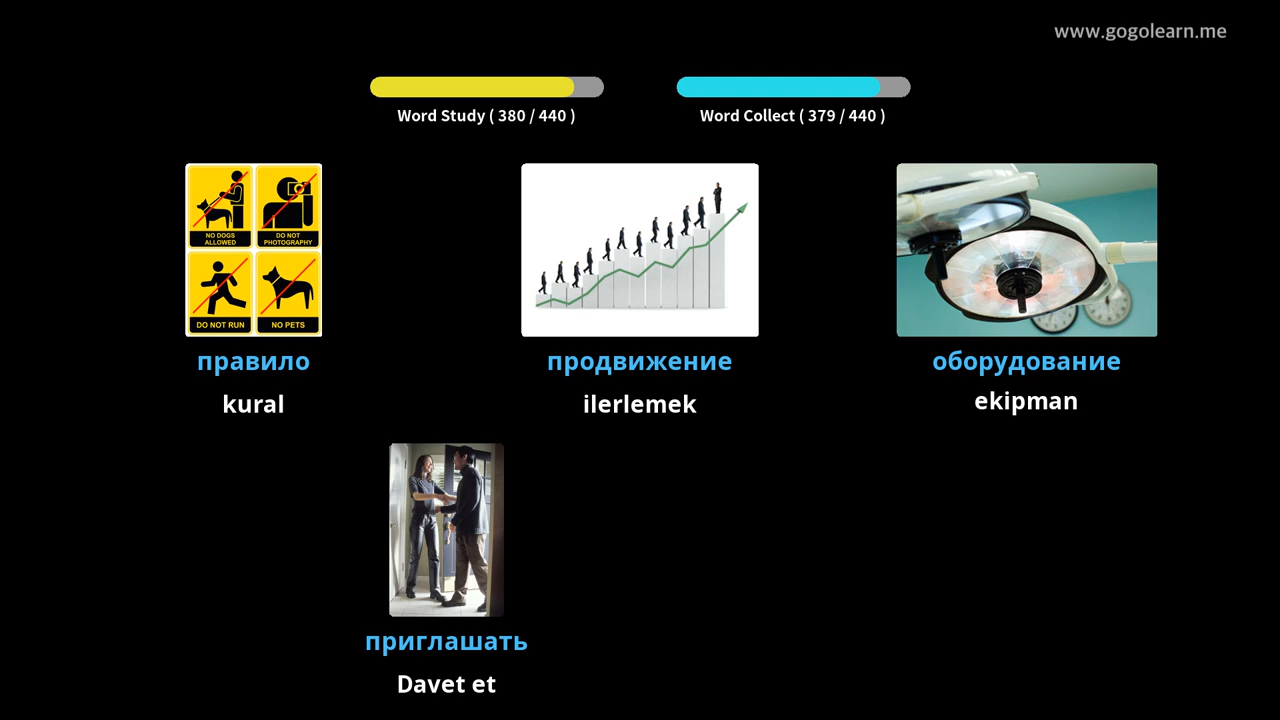 www.gogolearn.me
Word Study ( 380 / 440 )
Word Collect ( 379 / 440 )
NO DOGS
ALLOWED
DO NOT
PHOTOGRAPHY
DO NOT RUN
NO PETS
правило
продвижение
оборудование
kural
ilerlemek
ekipman
приглашать
Davet et